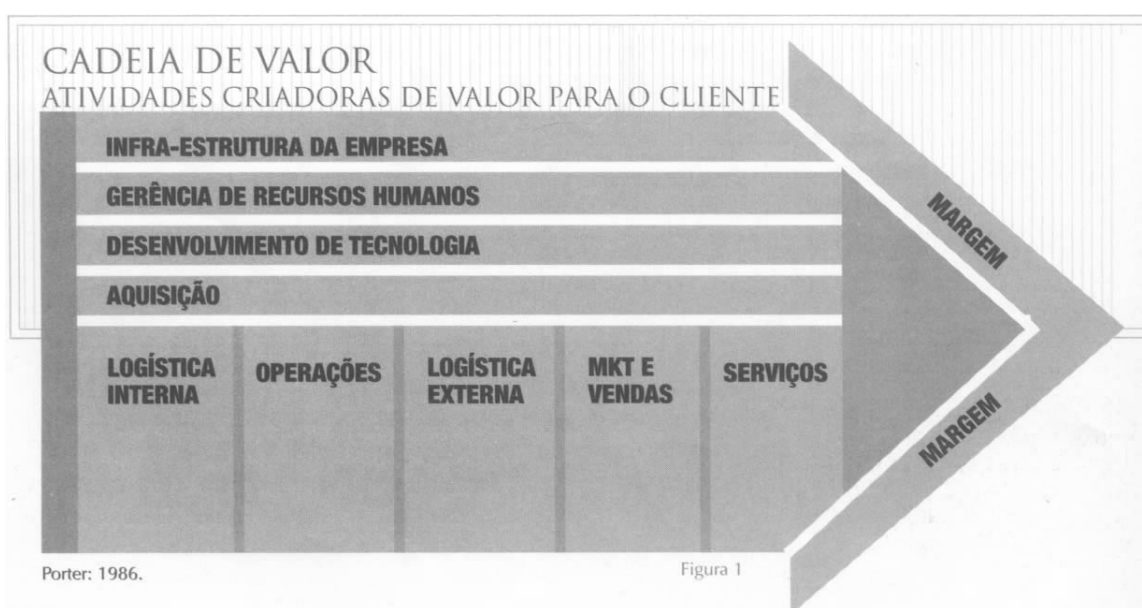 CADEIA DE VALOR
ATIVIDADES CRIADORAS DE VALOR PARA O CLIENTE
INFRA-ESTRUTURA DA EMPRESA
GERÊNCIA DE RECURSOS HUMANOS
DESENVOLVIMENTO DE TECNOLOGIA
AQUISIÇÃO
LOGÍSTICA
INTERNA
OPERAÇÕES
LOGÍSTICA
EXTERNA
MKT E
VENDAS
SERVIÇOS
MARGEM
MARGEM
Porter: 1986.
Figura 1